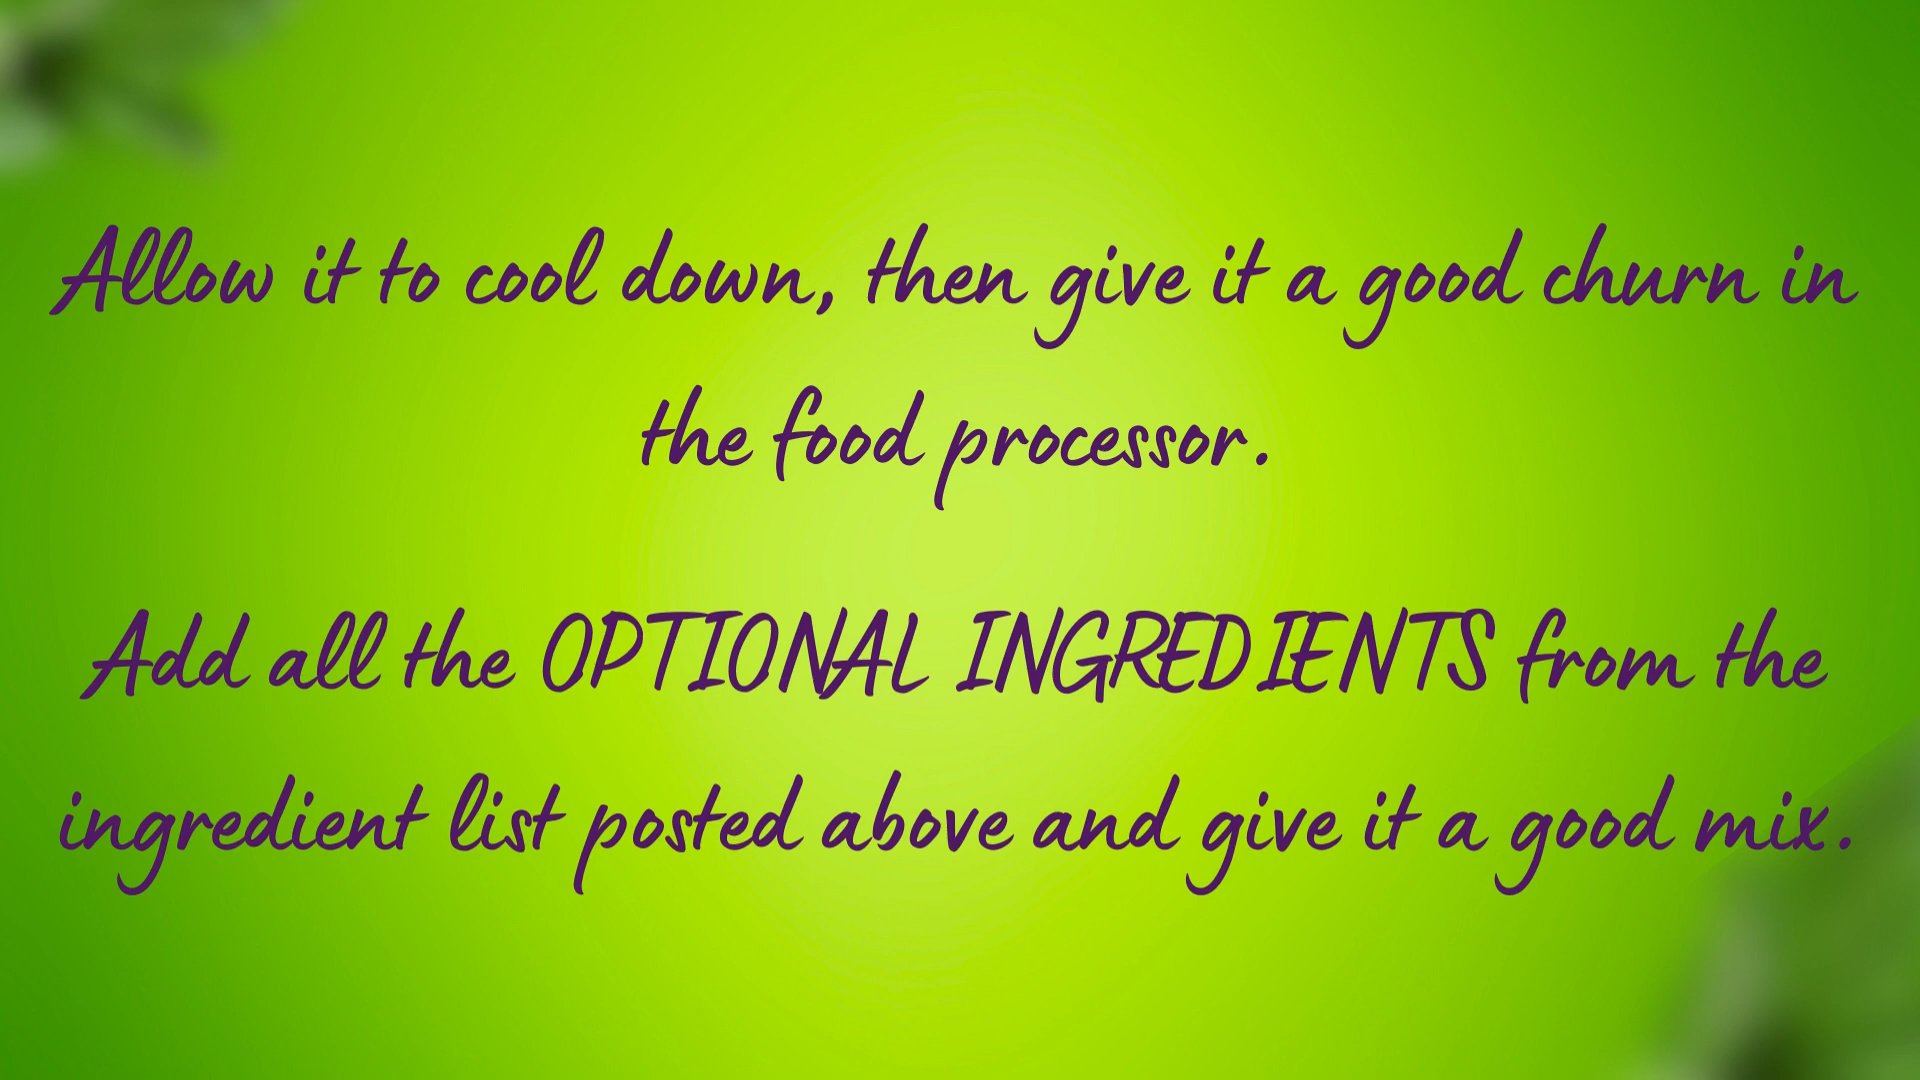 Allow it to cool down, then give it a good churn in
the food processor.
Add all the OPTIONAL INGREDIENTS from the
ingredient list posted above and give it a good mix.